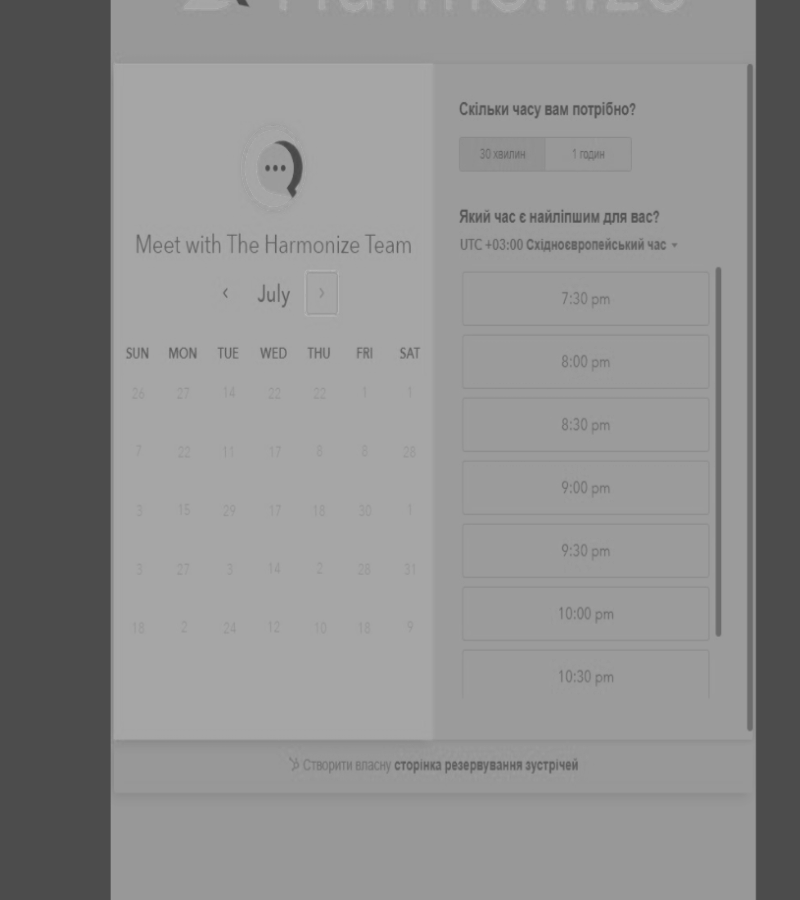 Harmonize
Meet with The Harmonize Team
July
SUN MON TUE WED THU FRI SAT
26 27 14 22 22 1 1
7 22 11 17 8 8 28
3 15 29 17 18 30 1
3 27 3 14 2 28 31
18 2 24 12 10 18 9
Скільки часу вам потрібно?
30 хвилин 1 годин
Який час є найліпшим для вас?
UTC +03:00 Східноєвропейський час
7:30 pm
8:00 pm
8:30 pm
9:00 pm
9:30 pm
10:00 pm
10:30 pm
Створити власну сторінка резервування зустрічей